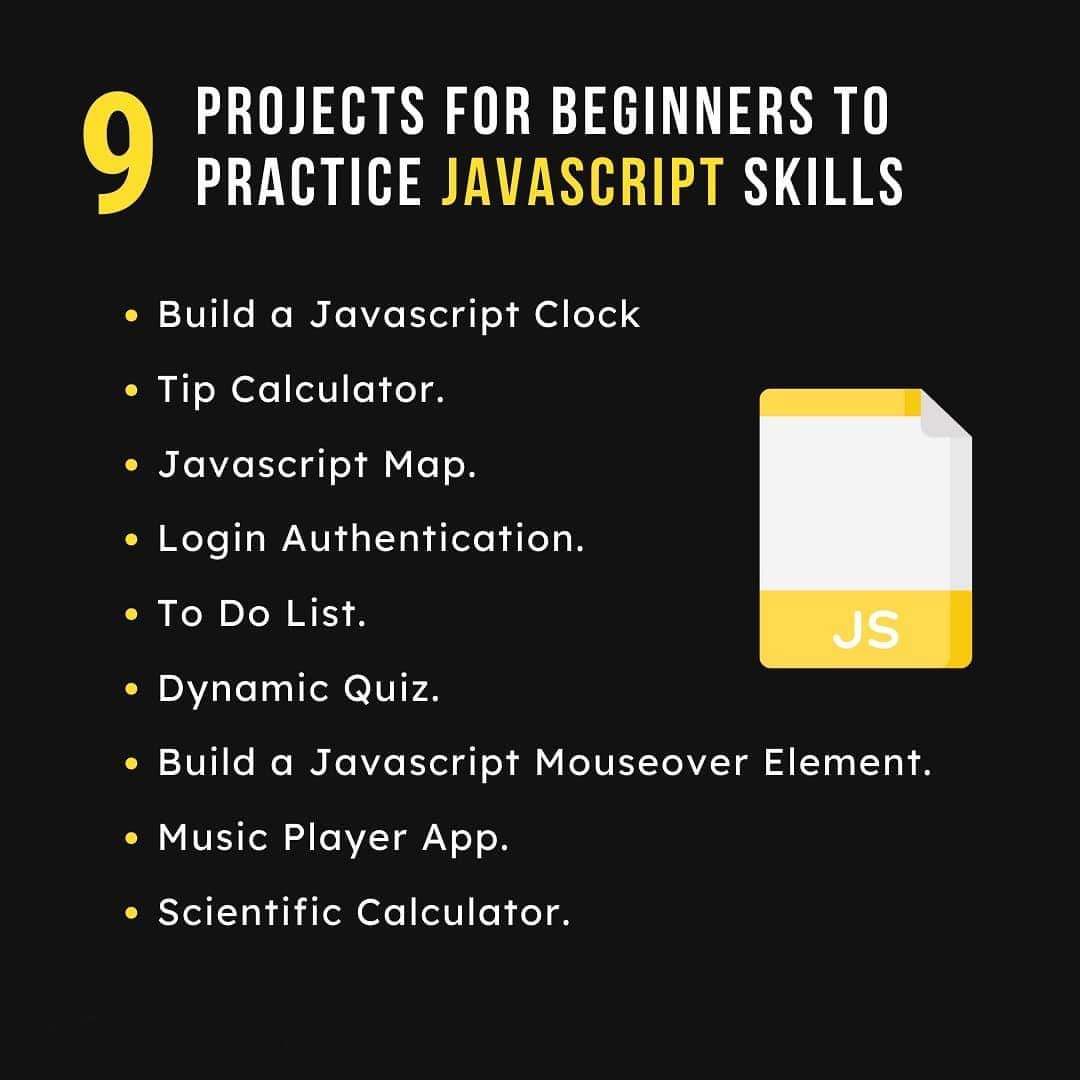 9
PROJECTS FOR BEGINNERS TO
PRACTICE JAVASCRIPT SKILLS
• Build a Javascript Clock
• Tip Calculator.
• Javascript Map.
• Login Authentication.
• To Do List.
• Dynamic Quiz.
• Build a Javascript Mouseover Element.
• Music Player App.
• Scientific Calculator.
JS